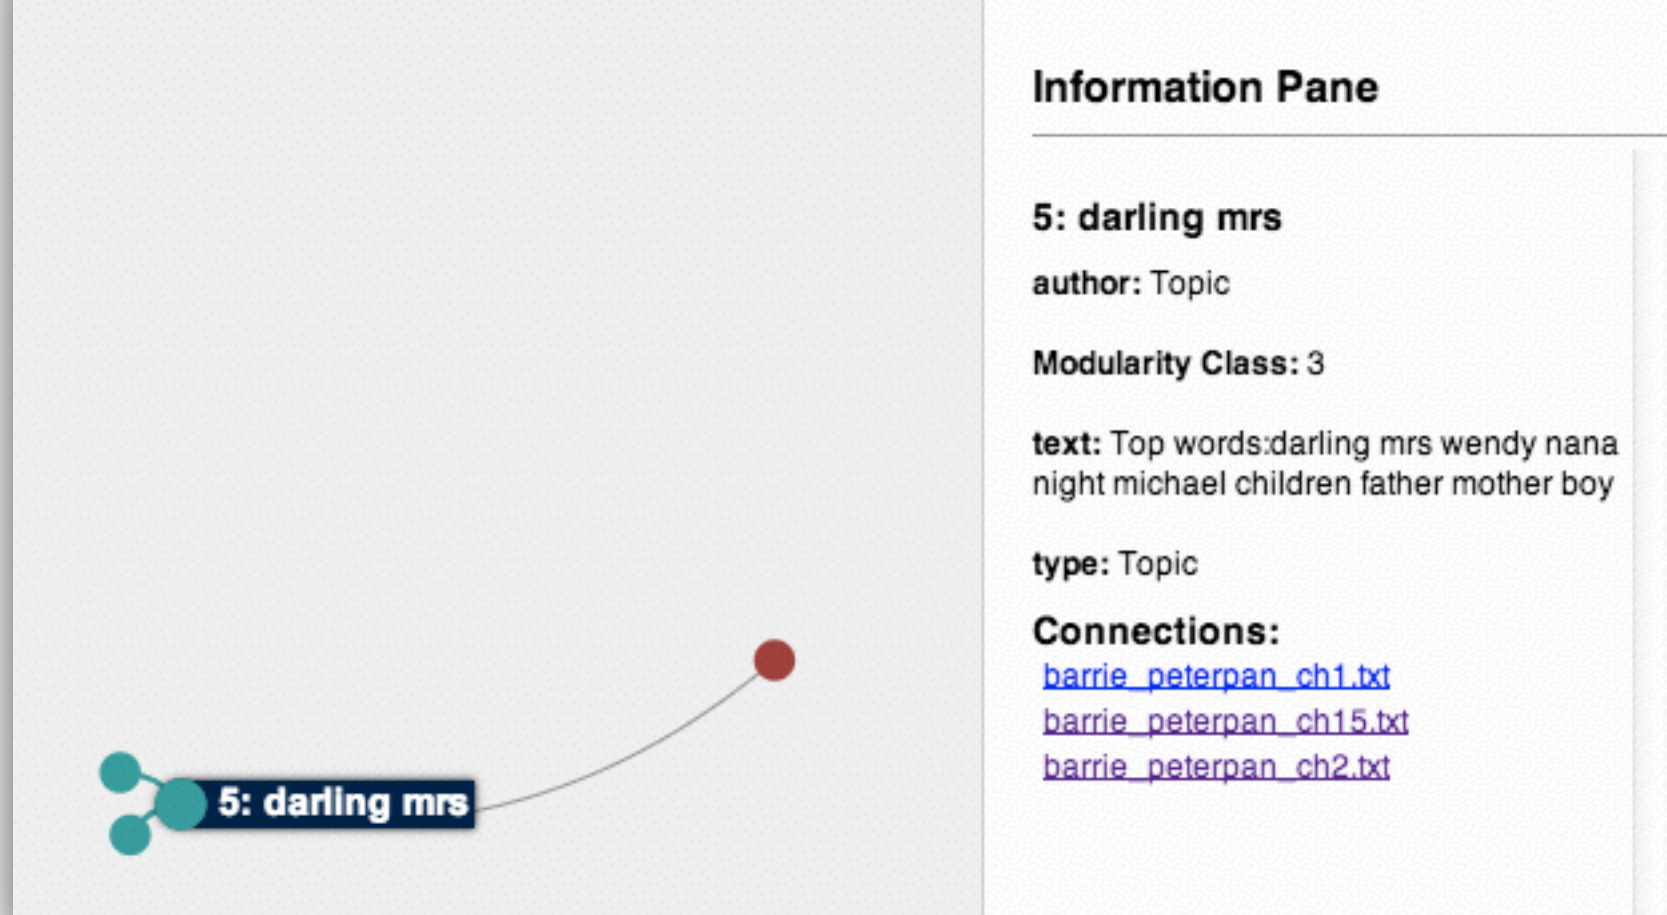 Information Pane
5: darling mrs
author: Topic
Modularity Class: 3
text: Top words:darling mrs wendy nana
night michael children father mother boy
type: Topic
Connections:
barrie_peterpan_ch1.txt
barrie_peterpan_ch15.txt
barrie_peterpan_ch2.txt
5: darling mrs